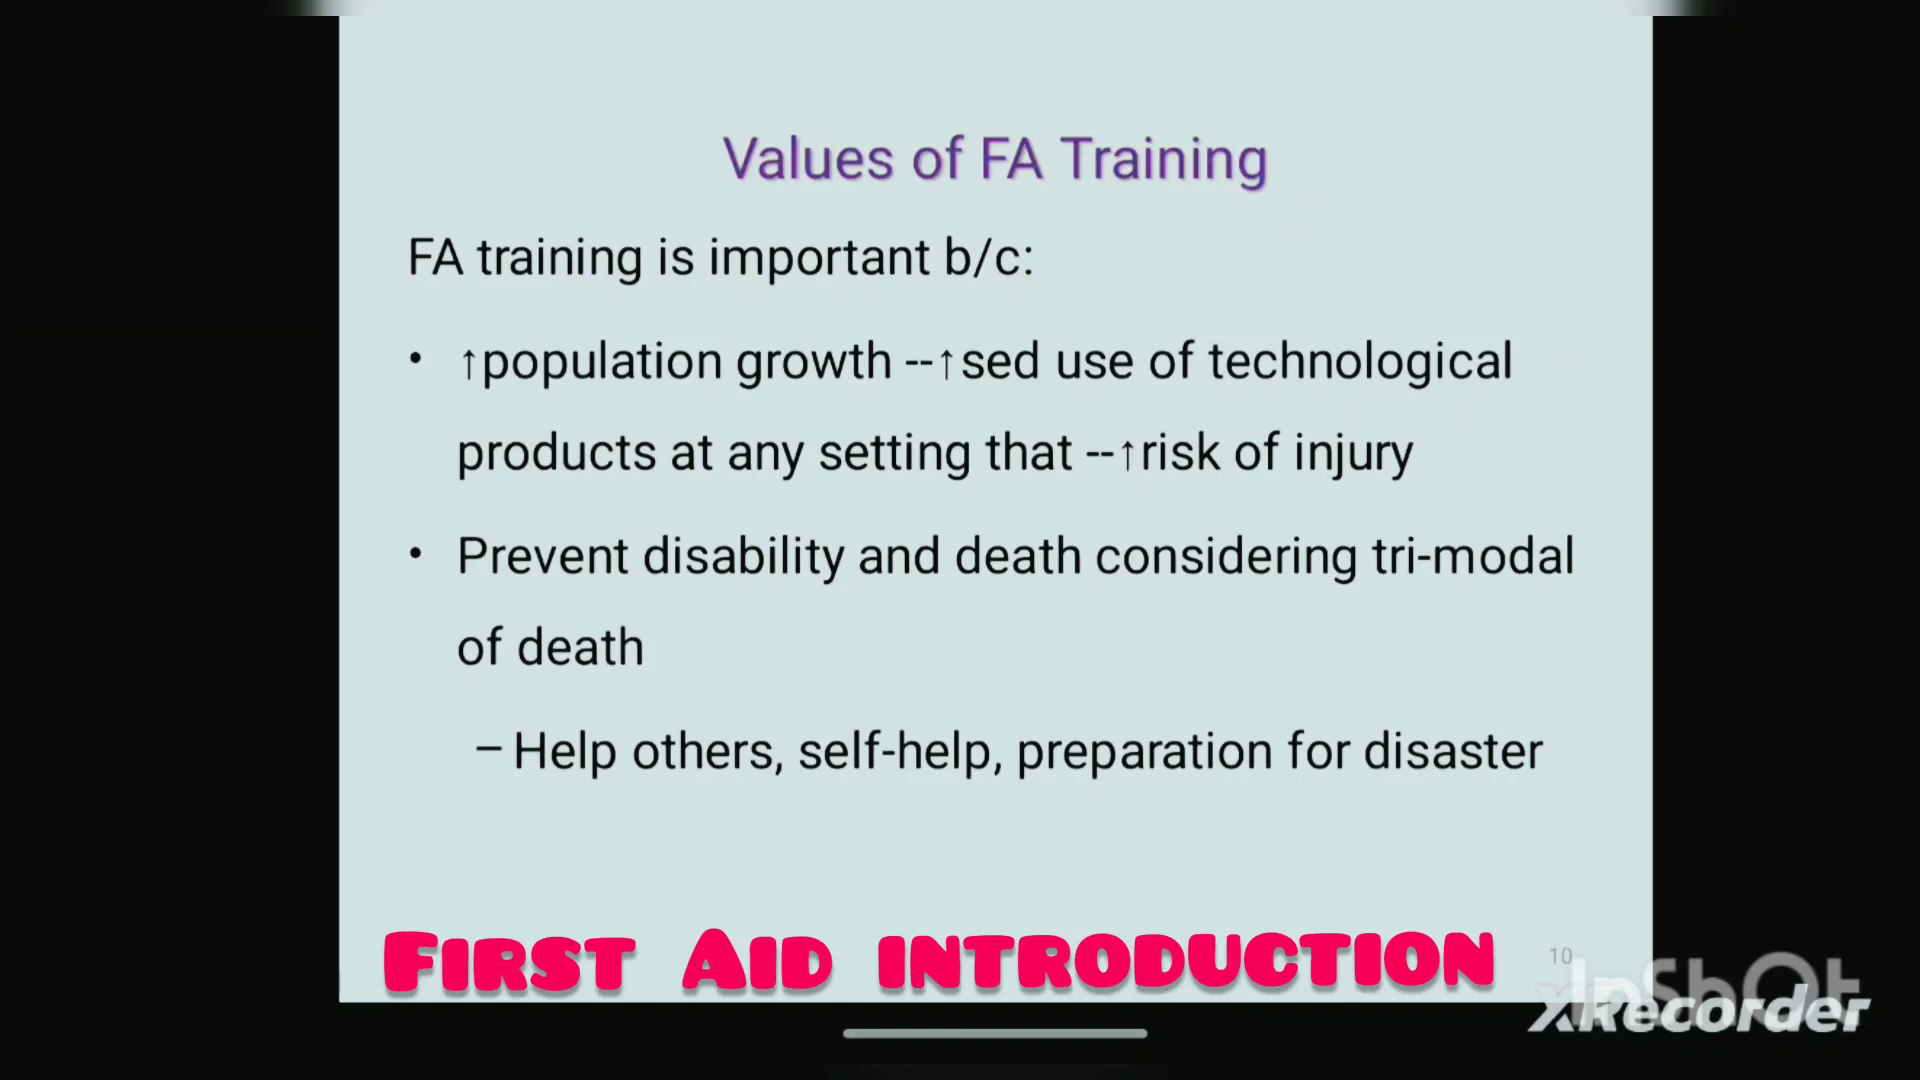 Values of FA Training
FA training is important b/c:
• ↑population growth --↑sed use of technological
products at any setting that --↑risk of injury
• Prevent disability and death considering tri-modal
of death
– Help others, self-help, preparation for disaster
First Aid introduction
10
InShOt
XRecorder